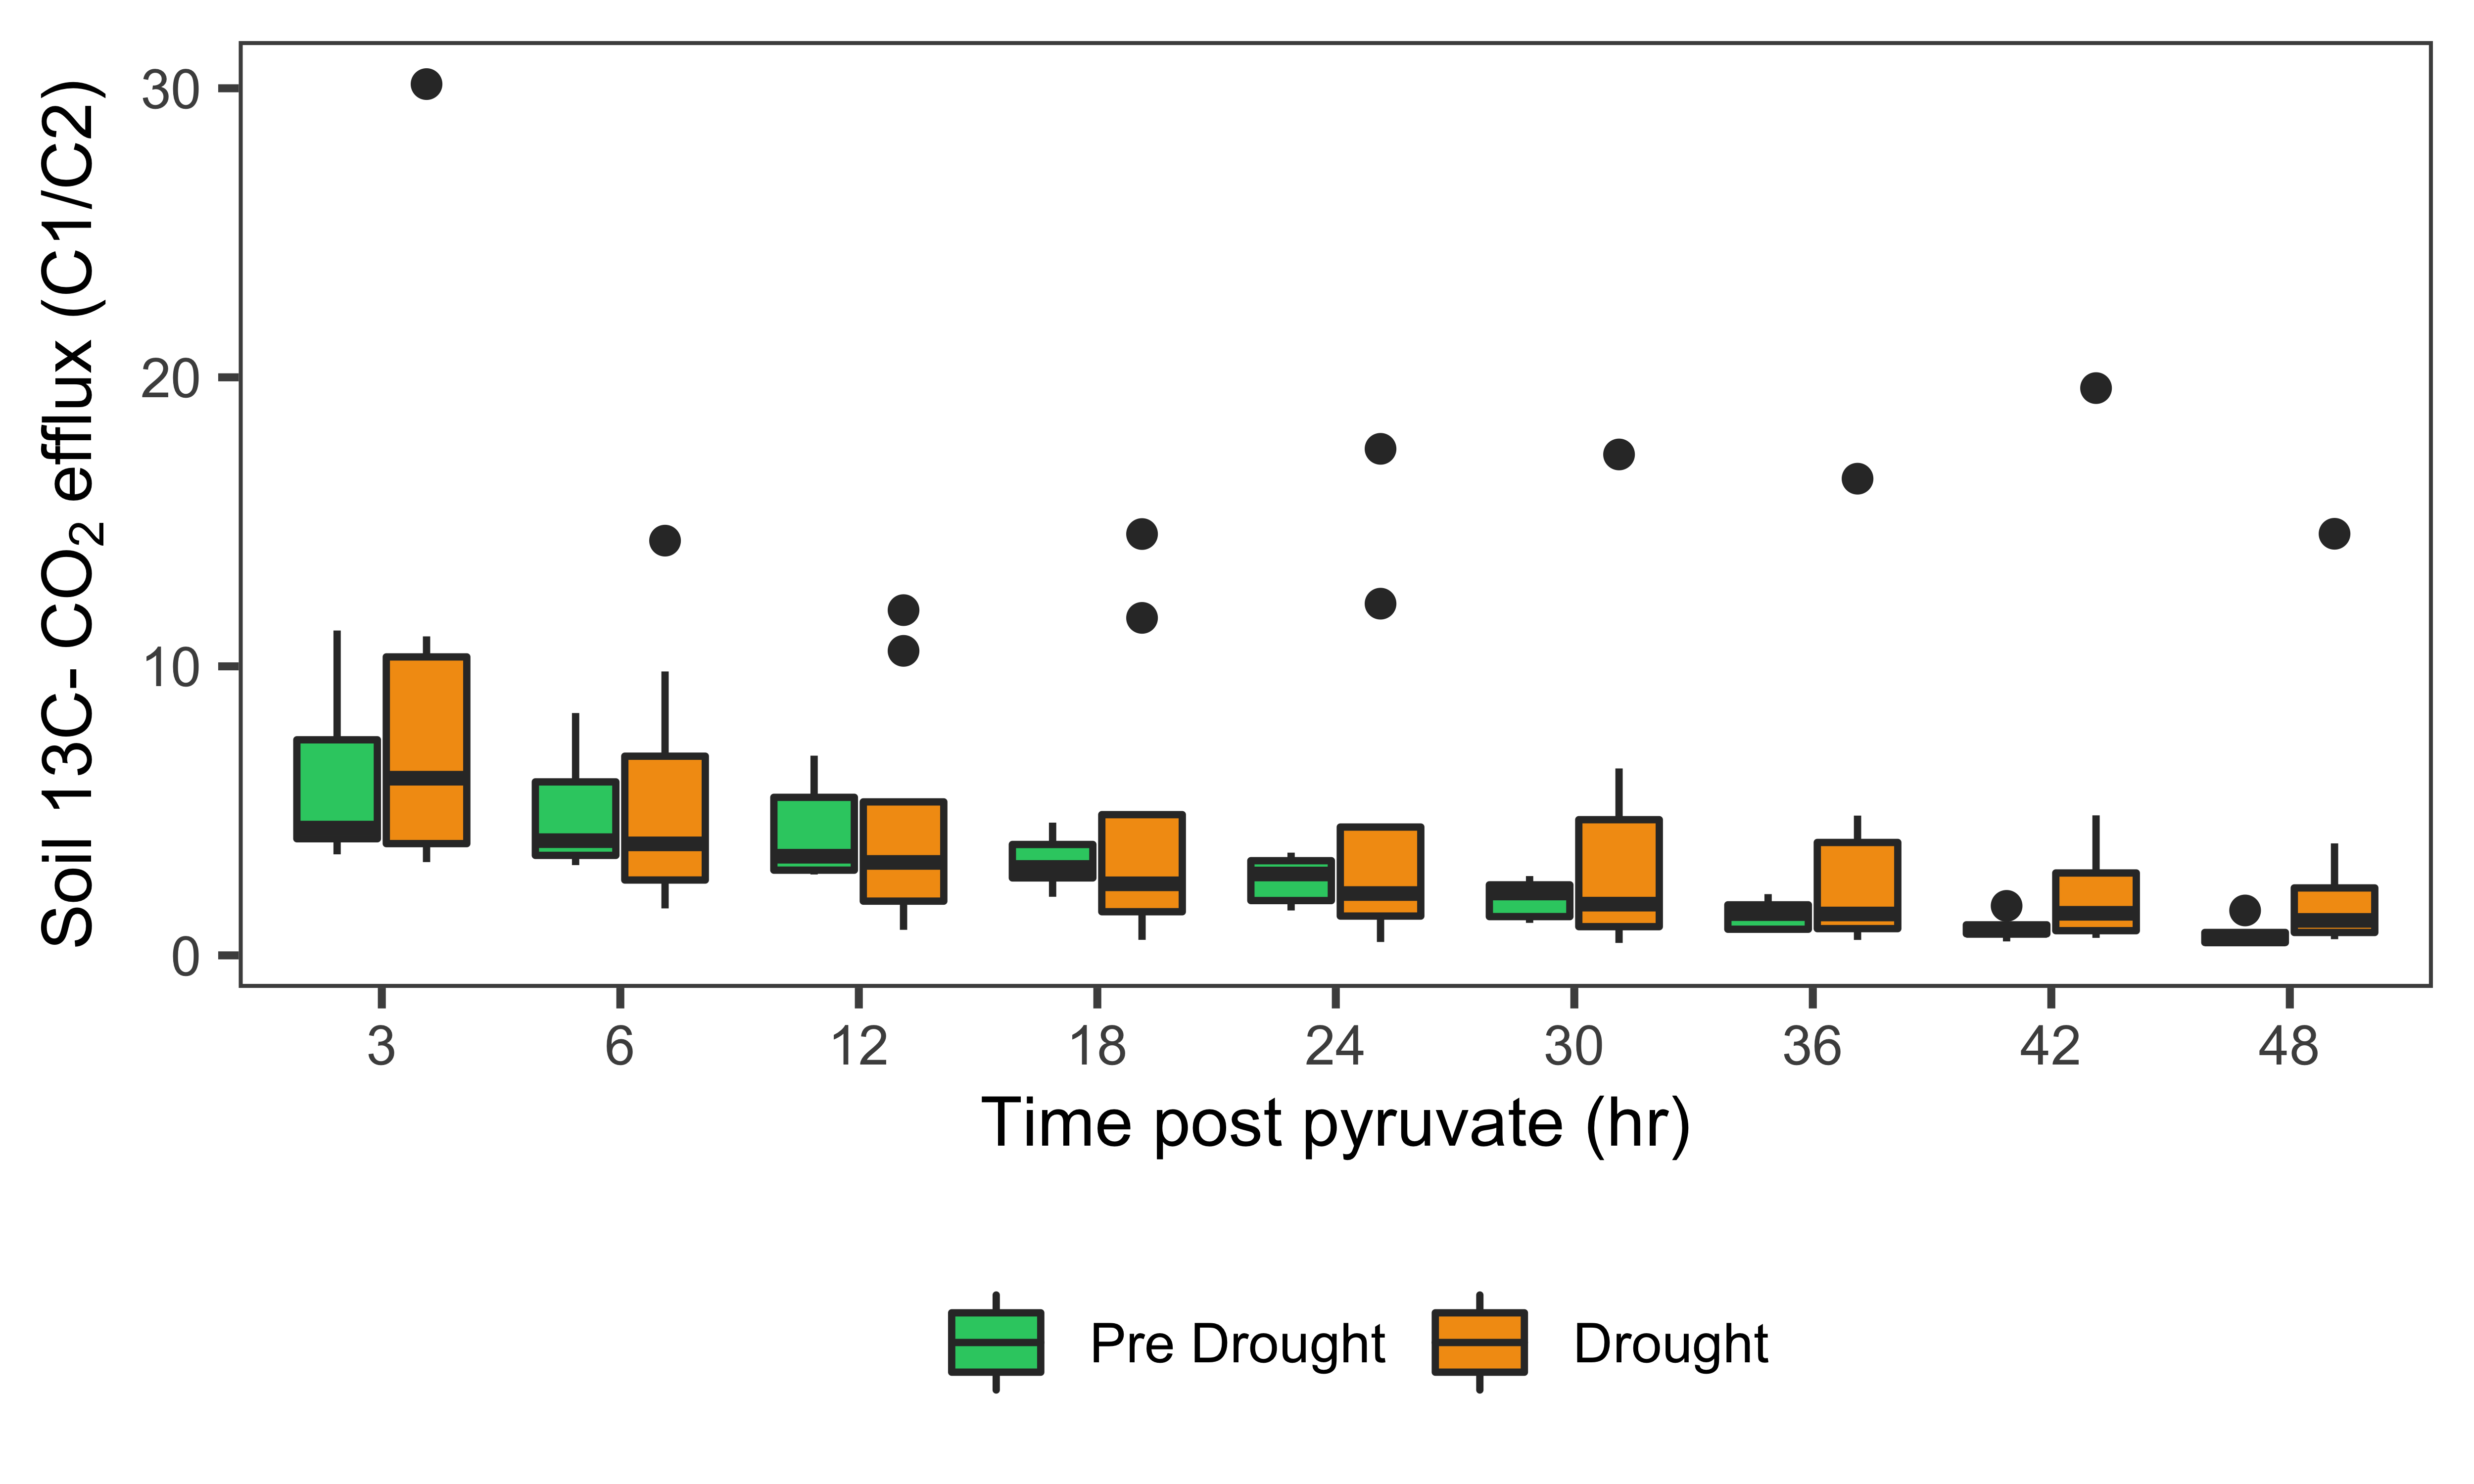 Soil 13C- CO₂ efflux (C1/C2)
30
20
10
0
3 6 12 18 24 30 36 42 48
Time post pyruvate (hr)
Pre Drought Drought